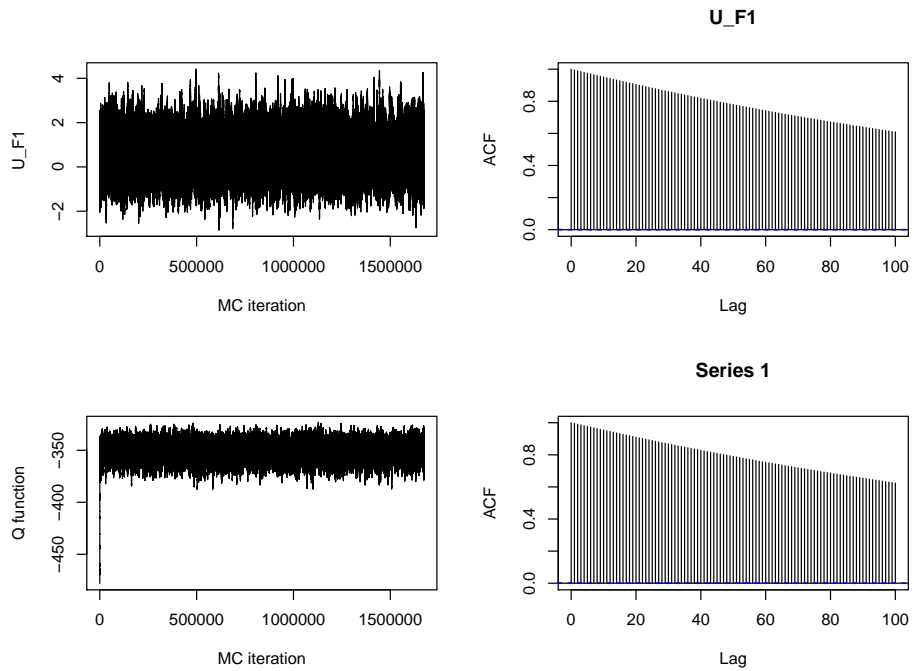 U_F1
U_F1
4
2
0
-2
0 500000 1000000 1500000
MC iteration
ACF
0.8
0.4
0.0
0 20 40 60 80 100
Lag
Series 1
Q function
−350
−400
−450
0 500000 1000000 1500000
MC iteration
ACF
0.8
0.4
0.0
0 20 40 60 80 100
Lag